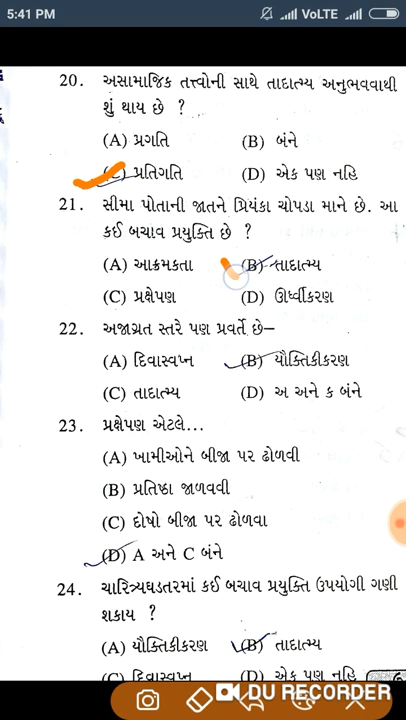 5:41 PM VoLTE
20. અસામાજિક તત્ત્વોની સાથે તાદાત્મ્ય અનુભવવાથી
શું થાય છે ?
(A) પ્રગતિ (B) બંને
(C) પ્રતિગતિ (D) એક પણ નહિ
21. સીમા પોતાની જાતને પ્રિયંકા ચોપડા માને છે. આ
કઈ બચાવ પ્રયુક્તિ છે ?
(A) આક્રમકતા (B) તાદાત્મ્ય
(C) પ્રક્ષેપણ (D) ઊર્ધ્વીકરણ
22. અજાગ્રત સ્તરે પણ પ્રવર્તે છે–
(A) દિવાસ્વપ્ન (B) યૌક્તિકીકરણ
(C) તાદાત્મ્ય (D) અ અને ક બંને
23. પ્રક્ષેપણ એટલે...
(A) ખામીઓને બીજા પર ઢોળવી
(B) પ્રતિષ્ઠા જાળવવી
(C) દોષો બીજા પર ઢોળવા
(D) A અને C બંને
24. ચારિત્ર્યઘડતરમાં કઈ બચાવ પ્રયુક્તિ ઉપયોગી ગણી
શકાય ?
(A) યૌક્તિકીકરણ (B) તાદાત્મ્ય
(C) દિવાસ્વપ્ન (D) એક પણ નહિ
DU RECORDER